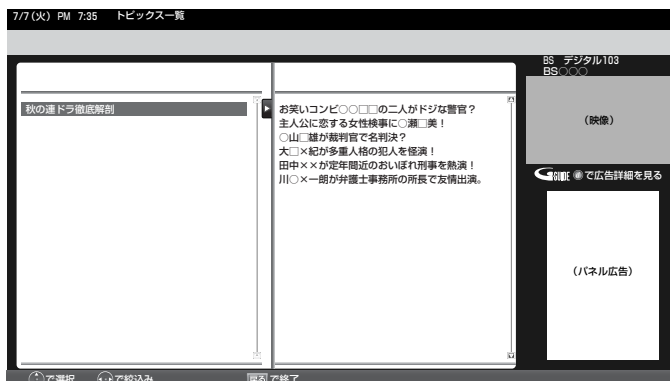 7/7(火) PM 7:35 トピックス一覧
BS デジタル103
BS○○○
秋の連ドラ徹底解剖
お笑いコンビ○○□□の二人がドジな警官？
主人公に恋する女性検事に○瀬□美！
○山□雄が裁判官で名判決？
大□×紀が多重人格の犯人を怪演！
田中××が定年間近のおいぼれ刑事を熱演！
川○×一朗が弁護士事務所の所長で友情出演。
(映像)
G GUIDE で広告詳細を見る
(パネル広告)
で選択 で絞込み 戻る で終了